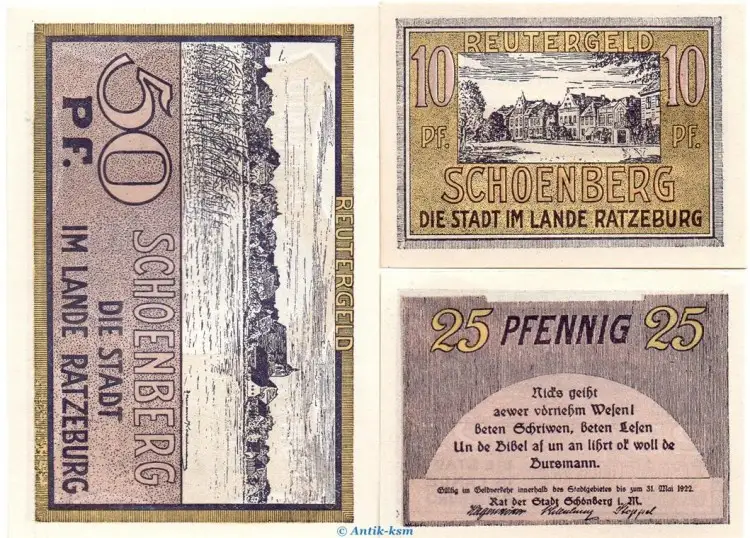 50
PF.
SCHOENBERG
DIE STADT
IM LANDE RATZEBURG
REUTERGELD
REUTERGELD
10 10
PF. PF.
SCHOENBERG
DIE STADT IM LANDE RATZEBURG
25 PFENNIG 25
Nicks geiht
aewer vörnehm Wesen!
beten Schriwen, beten Lesen
Un de Bibel af un an lihrt ok woll de
Bursmann.
Gültig im Geldverkehr innerhalb des Stadtgebietes bis zum 31. Mai 1922.
Rat der Stadt Schönberg i. M.
© Antik-ksm